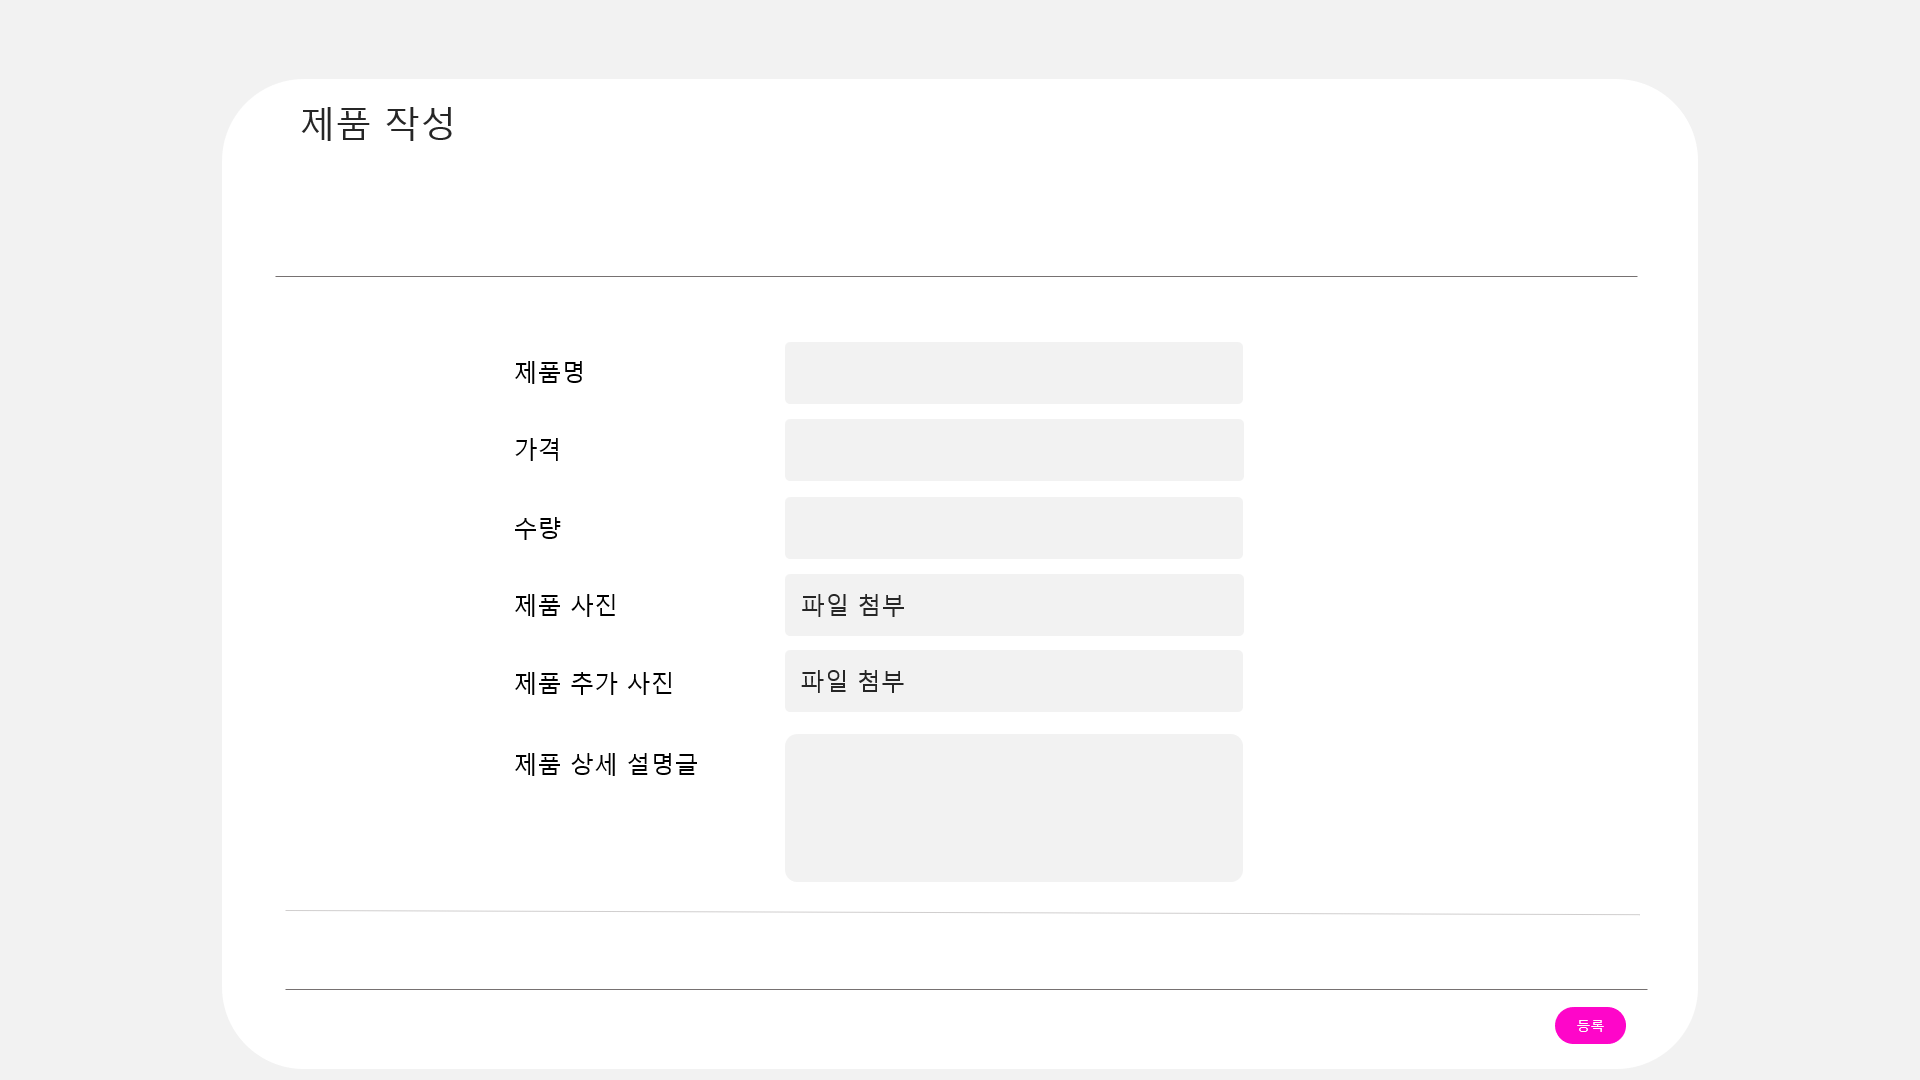 제품 작성
제품명
가격
수량
제품 사진 파일 첨부
제품 추가 사진 파일 첨부
제품 상세 설명글
등록